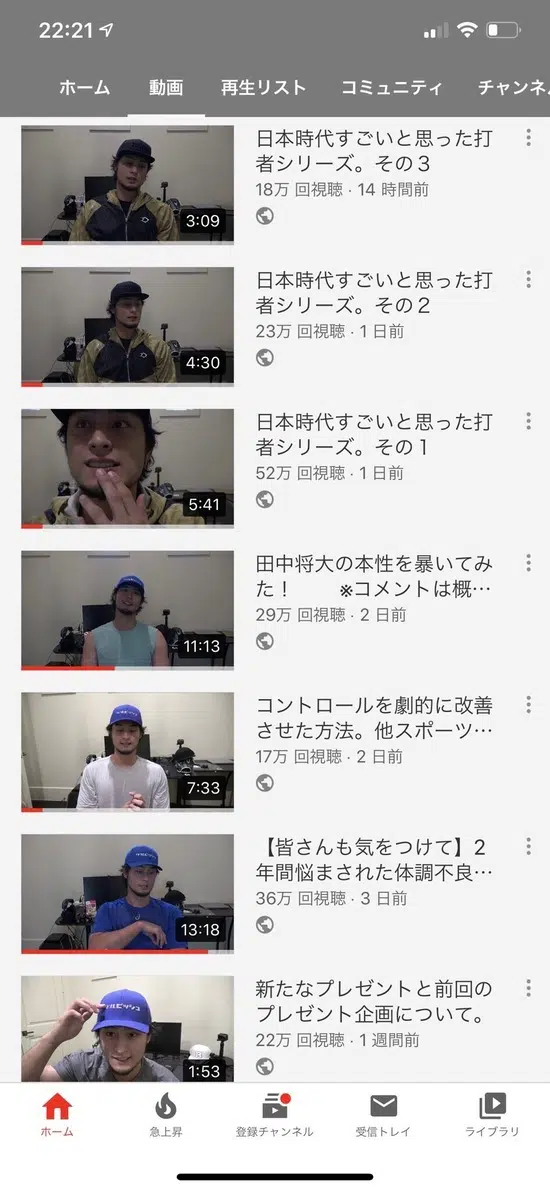 22:21
ホーム 動画 再生リスト コミュニティ チャンネ
日本時代すごいと思った打
者シリーズ。その３
18万 回視聴 · 14 時間前
3:09
日本時代すごいと思った打
者シリーズ。その２
23万 回視聴 · 1 日前
4:30
日本時代すごいと思った打
者シリーズ。その１
52万 回視聴 · 1 日前
5:41
田中将大の本性を暴いてみ
た！　　※コメントは概…
29万 回視聴 · 2 日前
11:13
コントロールを劇的に改善
させた方法。他スポーツ…
17万 回視聴 · 2 日前
7:33
【皆さんも気をつけて】2
年間悩まされた体調不良…
36万 回視聴 · 3 日前
13:18
新たなプレゼントと前回の
プレゼント企画について。
22万 回視聴 · 1 週間前
1:53
ホーム 急上昇 登録チャンネル 受信トレイ ライブラリ